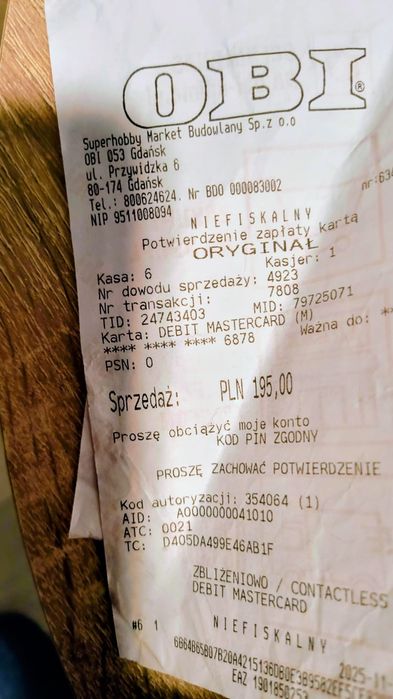 OBI®
Superhobby Market Budowlany Sp.z o.o
OBI 053 Gdańsk
ul. Przywidzka 6
80-174 Gdańsk
Tel.: 800624624. Nr BDO 000083002
NIP 9511008094
nr:634
NIEFISKALNY
Potwierdzenie zapłaty kartą
ORYGINAŁ
Kasa: 6 Kasjer: 1
Nr dowodu sprzedaży: 4923
Nr transakcji: 7808
TID: 24743403 MID: 79725071
Karta: DEBIT MASTERCARD (M)
**** **** **** 6878 Ważna do: **
PSN: 0
Sprzedaż: PLN 195,00
Proszę obciążyć moje konto
KOD PIN ZGODNY
PROSZĘ ZACHOWAĆ POTWIERDZENIE
Kod autoryzacji: 354064 (1)
AID: A0000000041010
ATC: 0021
TC: D405DA499E46AB1F
ZBLIŻENIOWO / CONTACTLESS
DEBIT MASTERCARD
NIEFISKALNY
#6 1 2025-11-